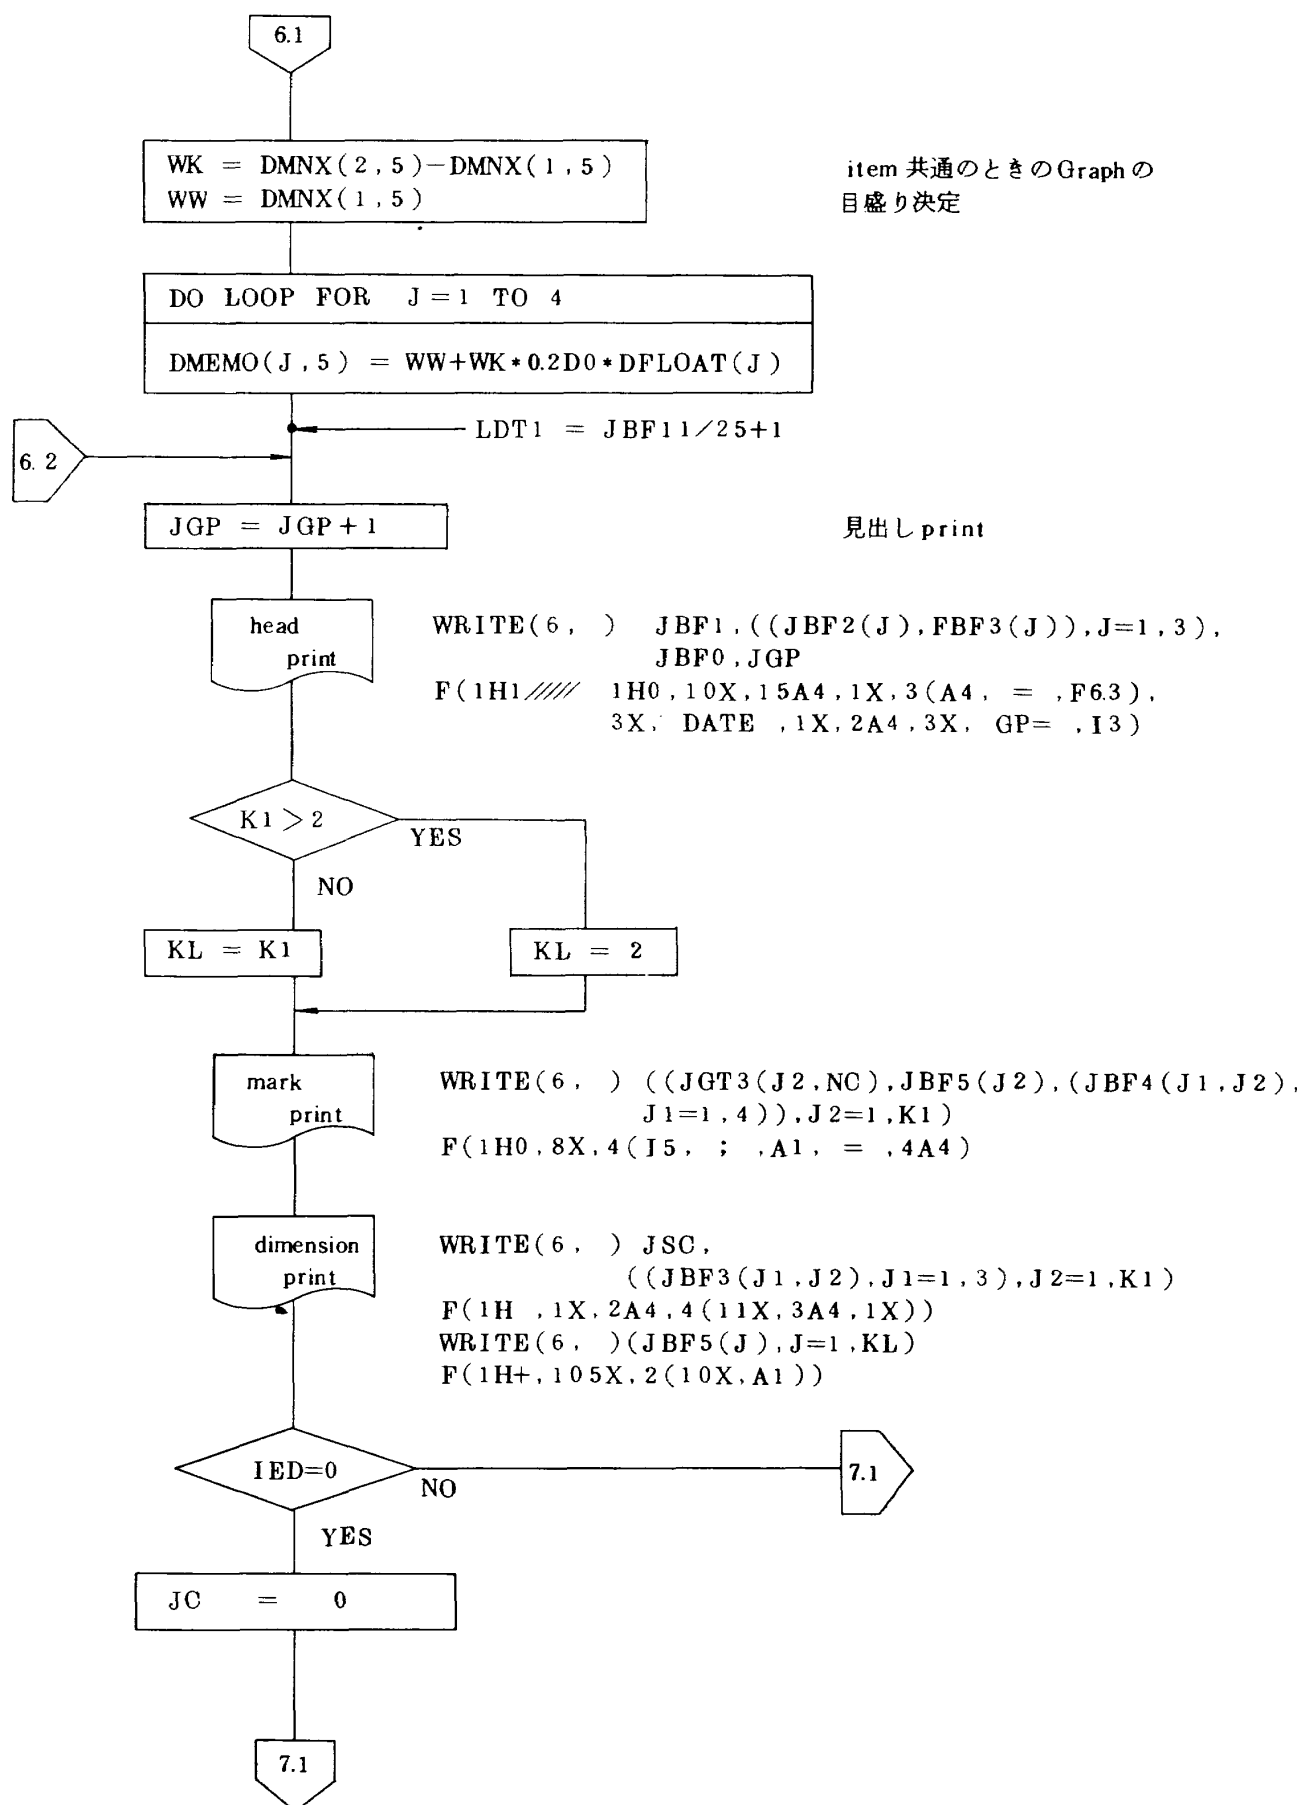 6.1
WK = DMNX(2,5)-DMNX(1,5)
WW = DMNX(1,5)
item 共通のときのGraphの
目盛り決定
DO LOOP FOR J=1 TO 4
DMEMO(J,5) = WW+WK*0.2D0*DFLOAT(J)
LDT1 = JBF11/25+1
6.2
JGP = JGP+1
見出しprint
head
print
WRITE(6, ) JBF1,((JBF2(J),FBF3(J)),J=1,3),
JBF0,JGP
F(1H1///// 1H0,10X,15A4,1X,3(A4, = ,F6.3),
3X, DATE ,1X,2A4,3X, GP= ,I3)
K1>2
YES
NO
KL = K1
KL = 2
mark
print
WRITE(6, ) ((JGT3(J2,NC),JBF5(J2),(JBF4(J1,J2),
J1=1,4)),J2=1,K1)
F(1H0,8X,4(I5, ; ,A1, = ,4A4)
dimension
print
WRITE(6, ) JSC,
((JBF3(J1,J2),J1=1,3),J2=1,K1)
F(1H ,1X,2A4,4(11X,3A4,1X))
WRITE(6, )(JBF5(J),J=1,KL)
F(1H+,105X,2(10X,A1))
IED=0
NO
7.1
YES
JC = 0
7.1